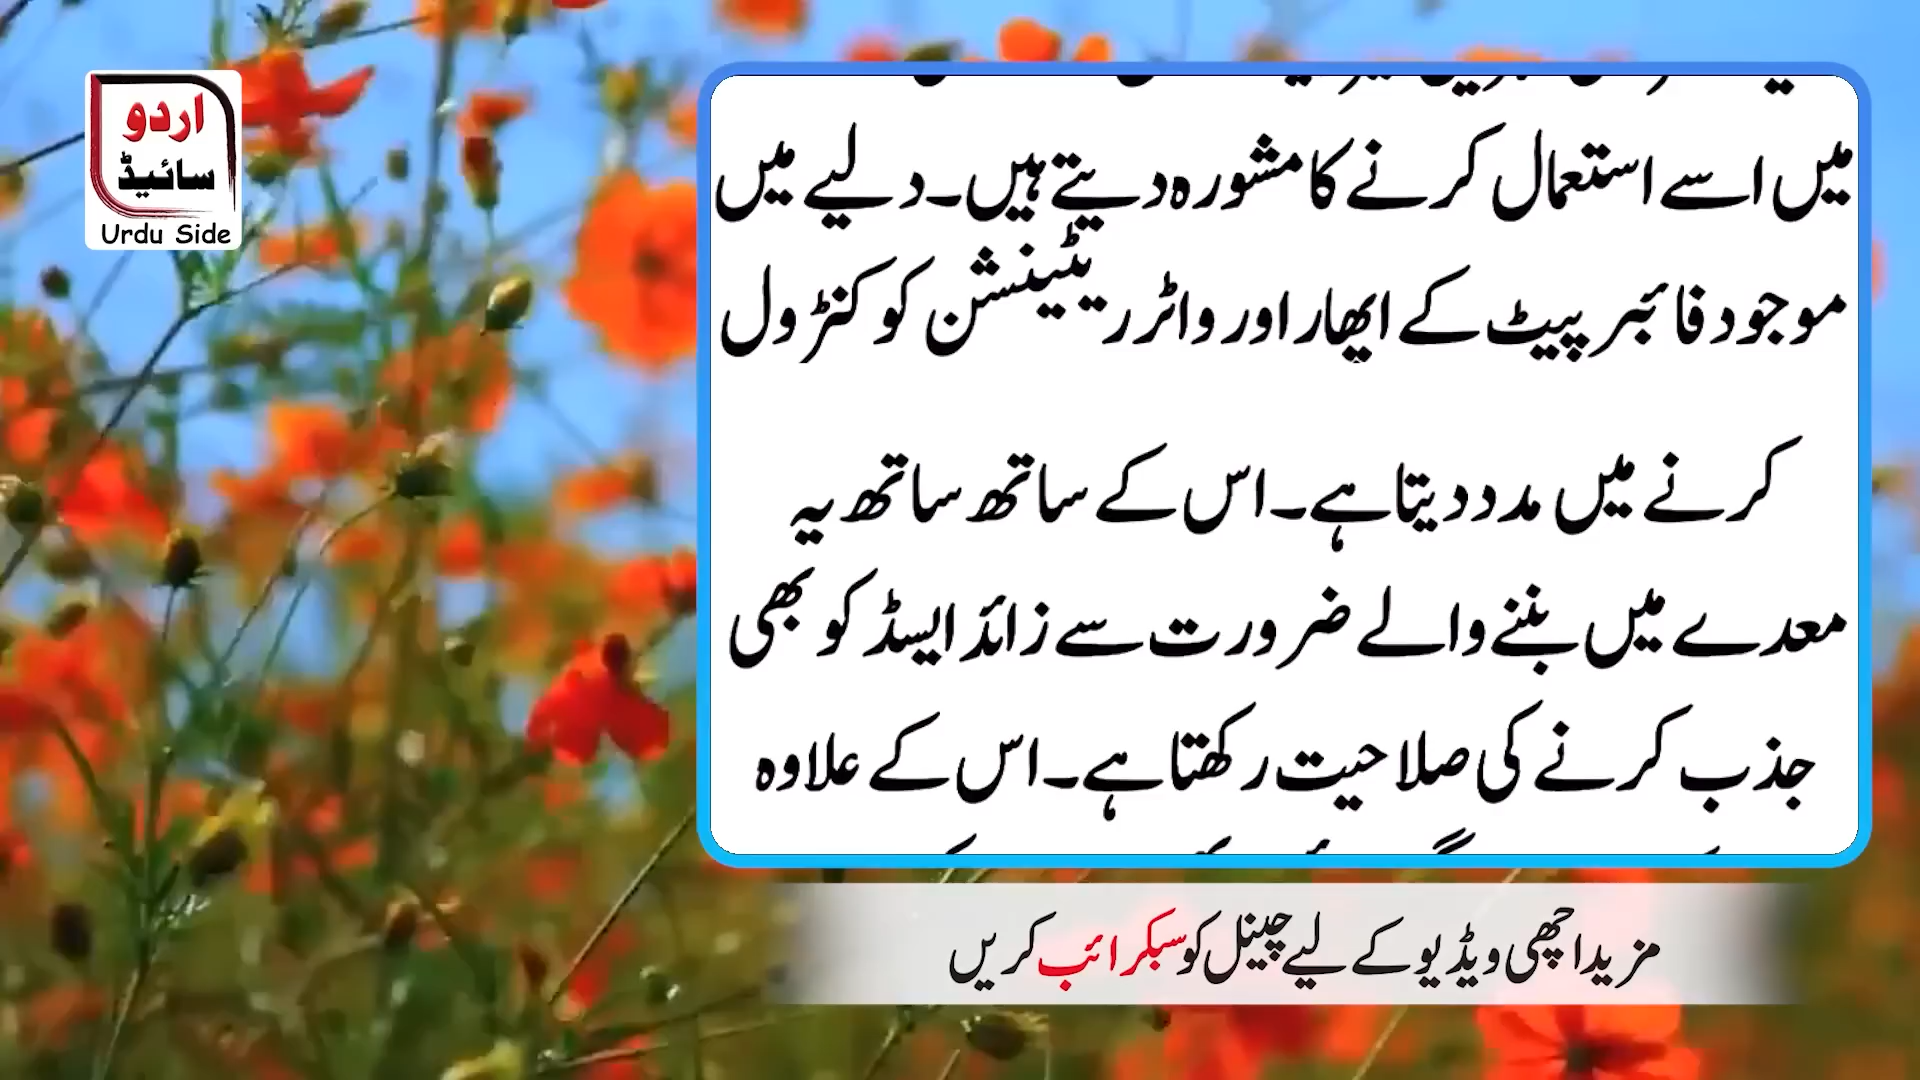 اردو
سائیڈ
Urdu Side
میں اسے استعمال کرنے کا مشورہ دیتے ہیں۔ دلیے میں
موجود فائبر پیٹ کے ابھار اور واٹر ریٹینشن کو کنٹرول
کرنے میں مدد دیتا ہے۔ اس کے ساتھ ساتھ یہ
معدے میں بننے والے ضرورت سے زائد ایسڈ کو بھی
جذب کرنے کی صلاحیت رکھتا ہے۔ اس کے علاوہ
مزید اچھی ویڈیو کے لیے چینل کو سبکرائب کریں